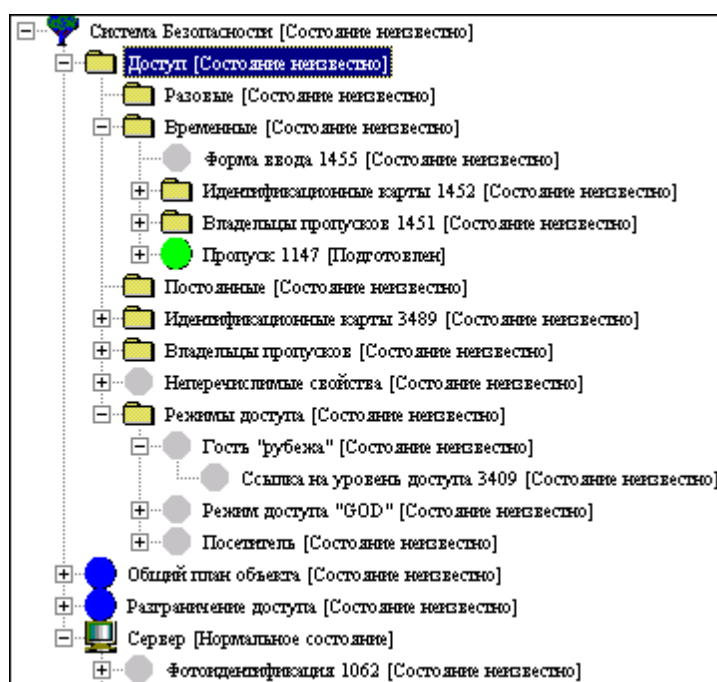 Система Безопасности [Состояние неизвестно]
Доступ [Состояние неизвестно]
Разовые [Состояние неизвестно]
Временные [Состояние неизвестно]
Форма ввода 1455 [Состояние неизвестно]
Идентификационные карты 1452 [Состояние неизвестно]
Владельцы пропусков 1451 [Состояние неизвестно]
Пропуск 1147 [Подготовлен]
Постоянные [Состояние неизвестно]
Идентификационные карты 3489 [Состояние неизвестно]
Владельцы пропусков [Состояние неизвестно]
Неперечислимые свойства [Состояние неизвестно]
Режимы доступа [Состояние неизвестно]
Гость "рубежа" [Состояние неизвестно]
Ссылка на уровень доступа 3409 [Состояние неизвестно]
Режим доступа "GOD" [Состояние неизвестно]
Посетитель [Состояние неизвестно]
Общий план объекта [Состояние неизвестно]
Разграничение доступа [Состояние неизвестно]
Сервер [Нормальное состояние]
Фотоидентификация 1062 [Состояние неизвестно]